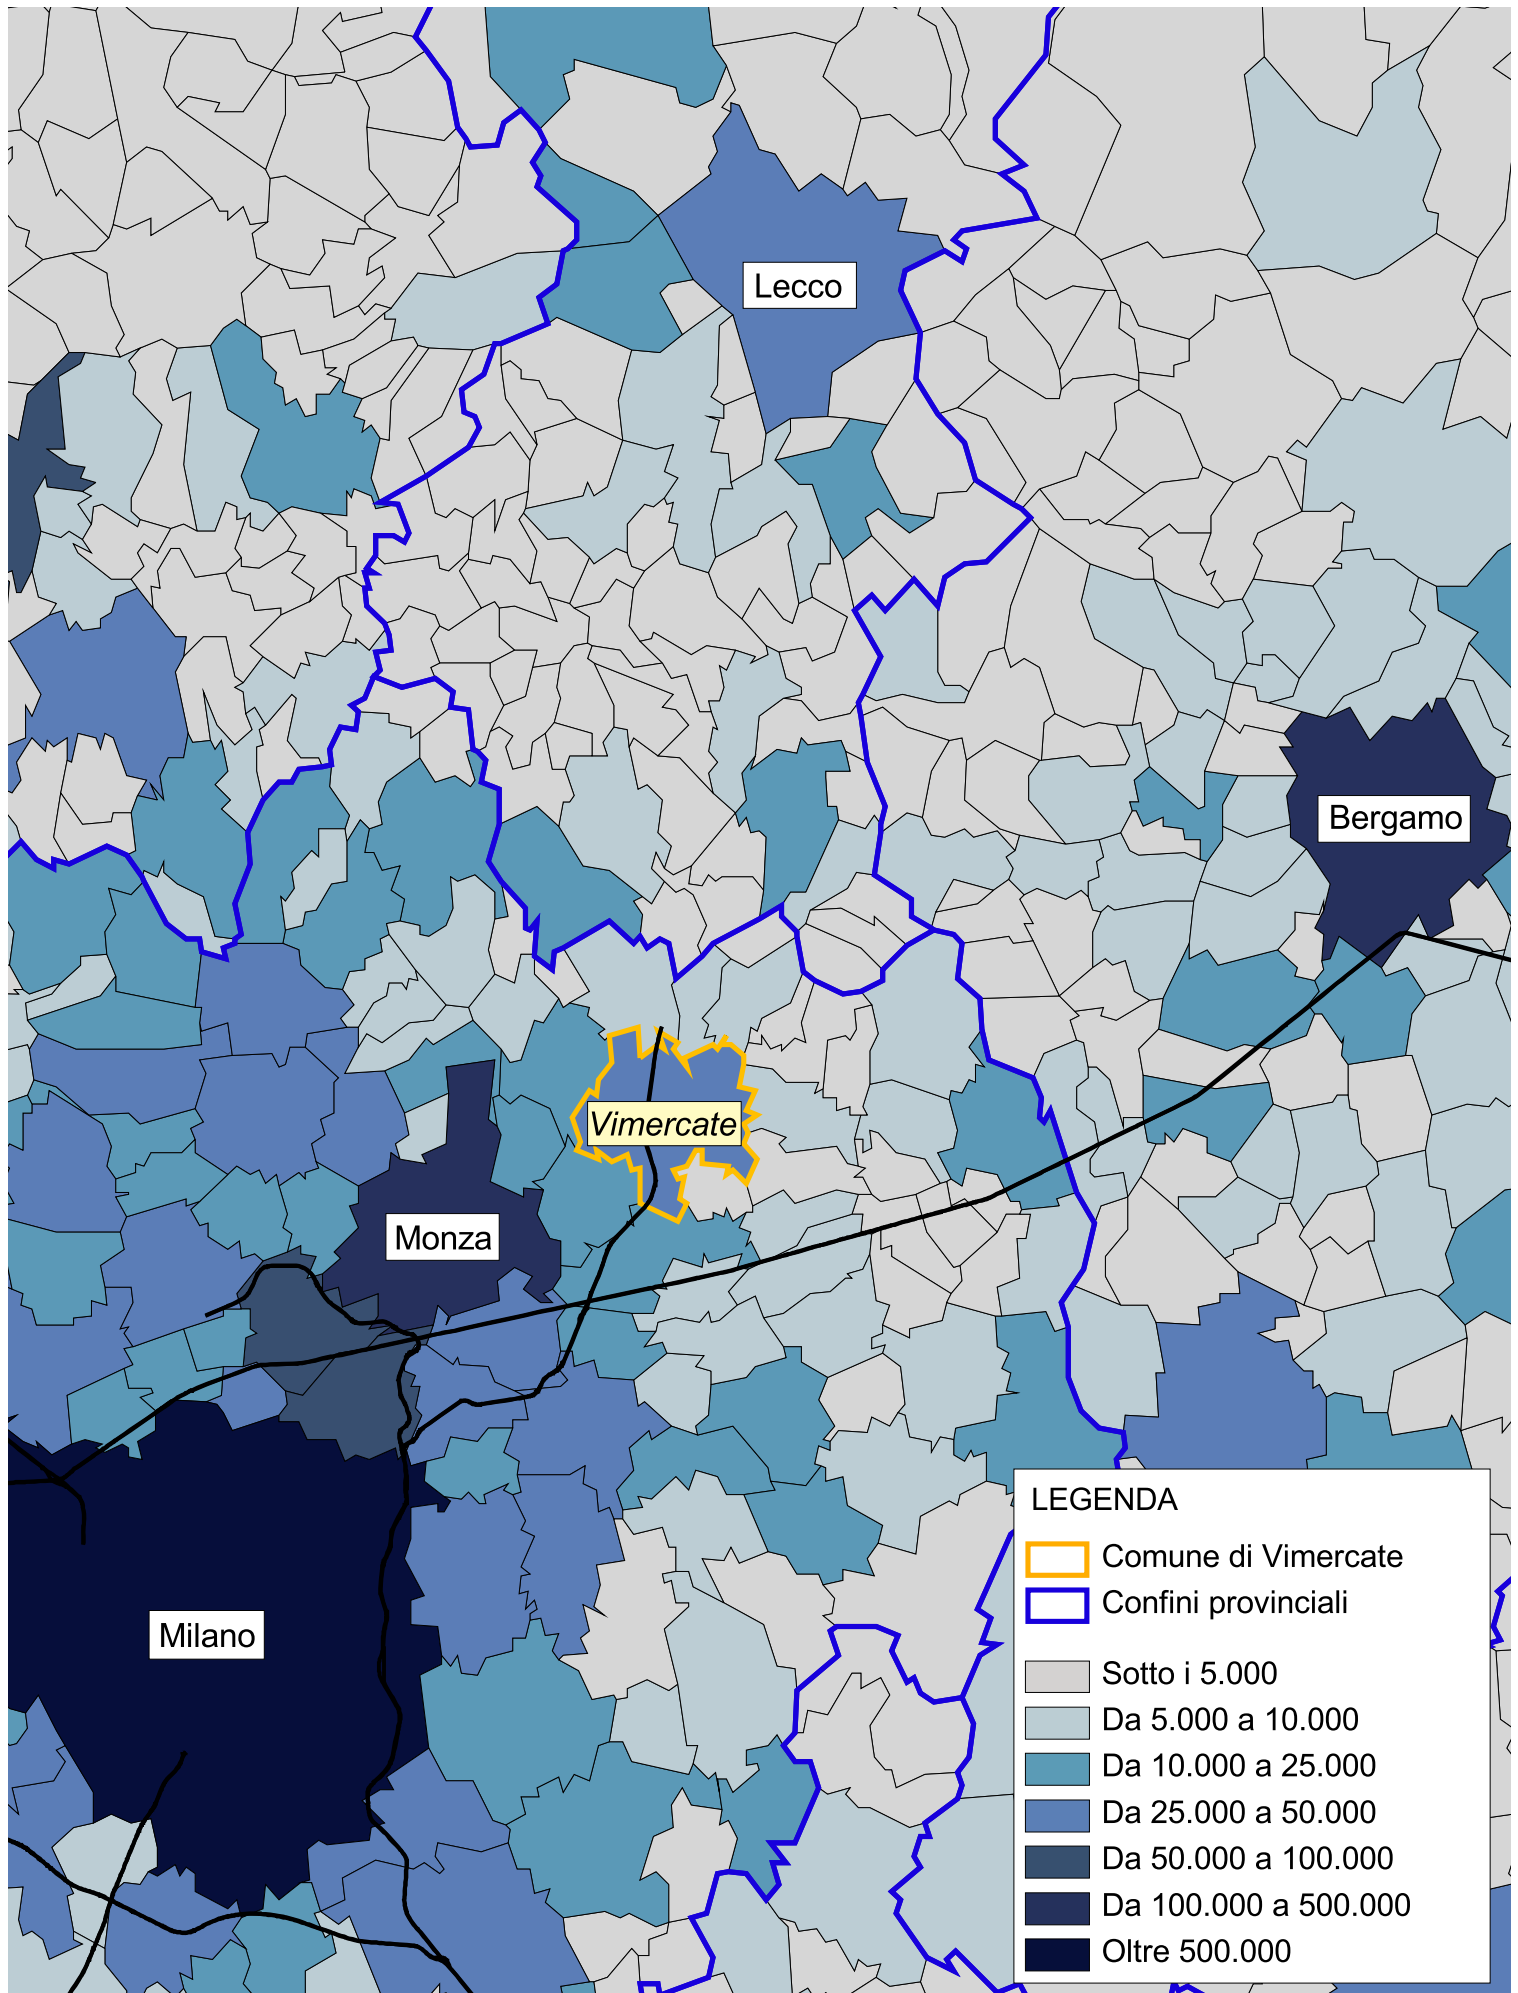 Lecco
Bergamo
Vimercate
Monza
Milano
LEGENDA
Comune di Vimercate
Confini provinciali
Sotto i 5.000
Da 5.000 a 10.000
Da 10.000 a 25.000
Da 25.000 a 50.000
Da 50.000 a 100.000
Da 100.000 a 500.000
Oltre 500.000